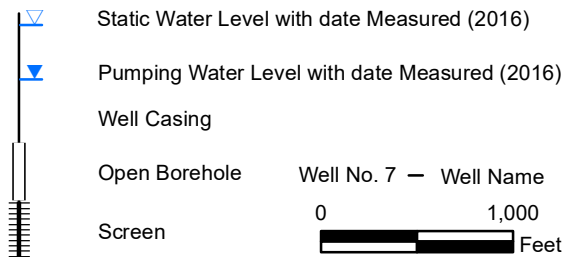 Static Water Level with date Measured (2016)
Pumping Water Level with date Measured (2016)
Well Casing
Open Borehole
Well No. 7 – Well Name
0 1,000
Screen
Feet